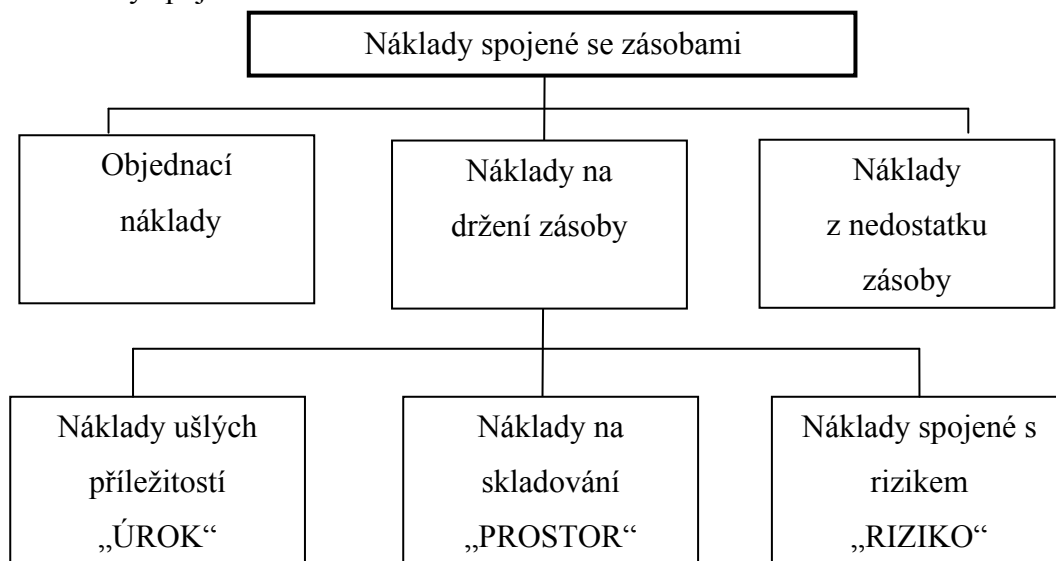 Náklady spojené se zásobami
Objednací
náklady
Náklady na
držení zásoby
Náklady
z nedostatku
zásoby
Náklady ušlých
příležitostí
„ÚROK“
Náklady na
skladování
„PROSTOR“
Náklady spojené s
rizikem
„RIZIKO“